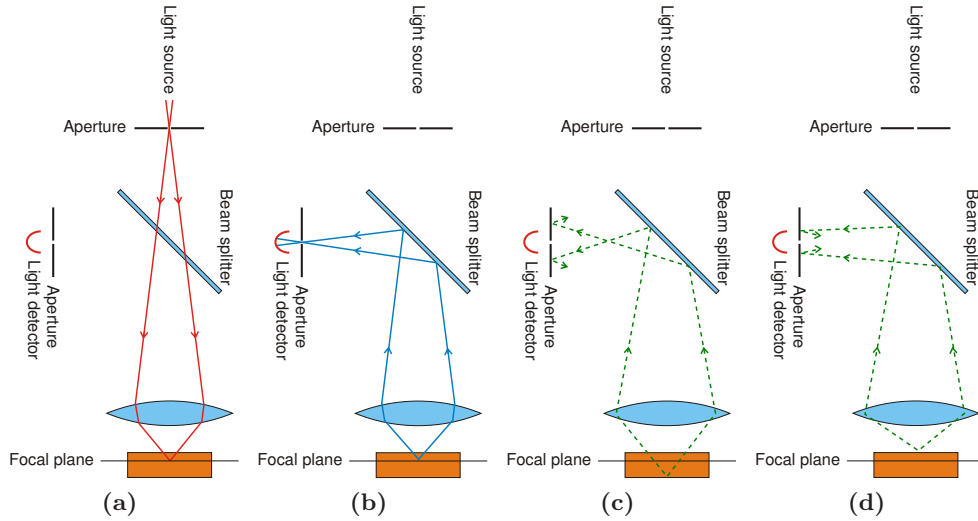 Light source
Aperture
Beam splitter
Aperture
Light detector
Focal plane
(a)
Light source
Aperture
Beam splitter
Aperture
Light detector
Focal plane
(b)
Light source
Aperture
Beam splitter
Aperture
Light detector
Focal plane
(c)
Light source
Aperture
Beam splitter
Aperture
Light detector
Focal plane
(d)